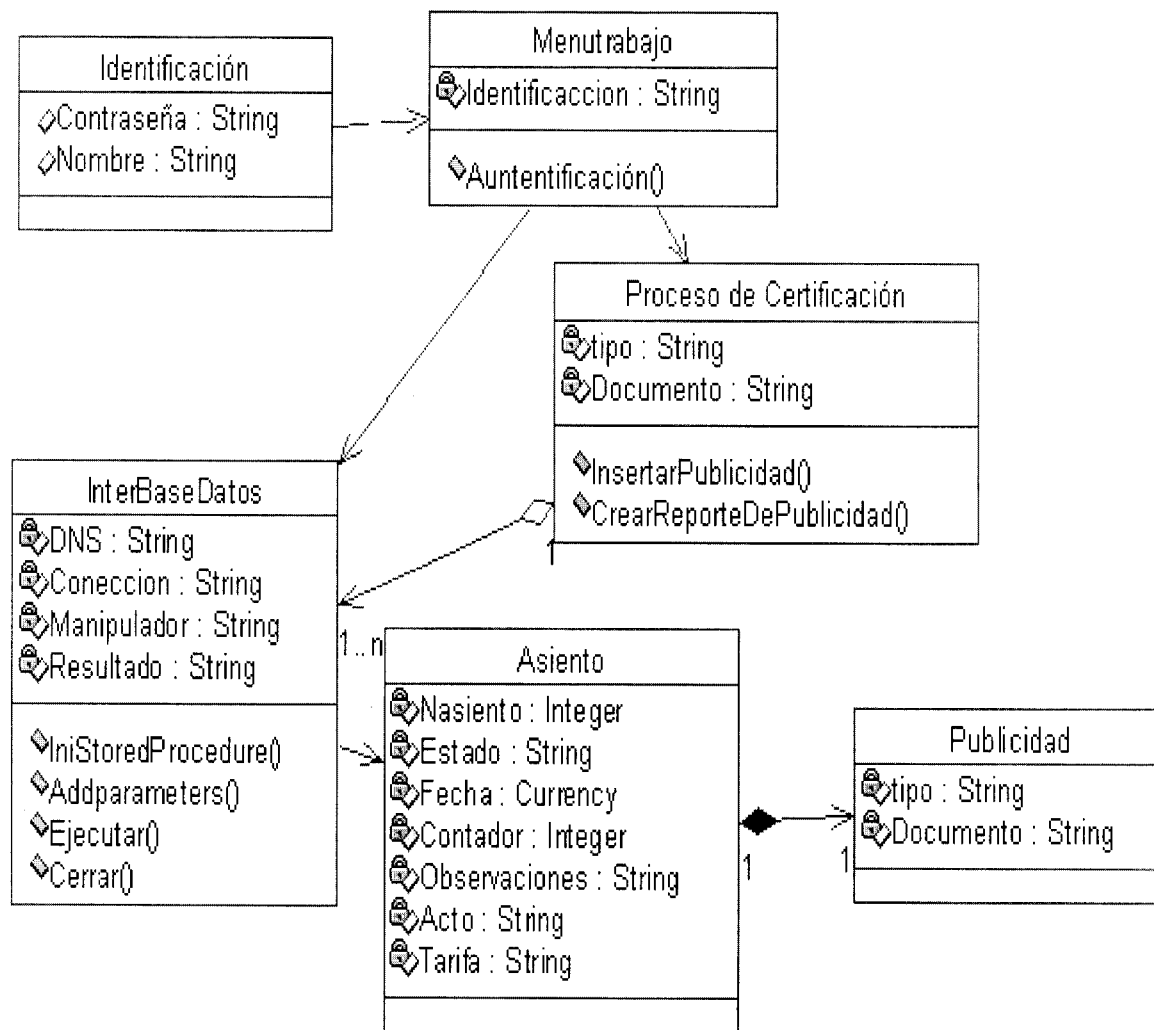 Identificación
Contraseña : String
Nombre : String
Menutrabajo
Identificaccion : String
Auntentificación()
Proceso de Certificación
tipo : String
Documento : String
InsertarPublicidad()
CrearReporteDePublicidad()
1
InterBaseDatos
DNS : String
Coneccion : String
Manipulador : String
Resultado : String
IniStoredProcedure()
Addparameters()
Ejecutar()
Cerrar()
1..n
Asiento
Nasiento : Integer
Estado : String
Fecha : Currency
Contador : Integer
Observaciones : String
Acto : String
Tarifa : String
1
1
Publicidad
tipo : String
Documento : String